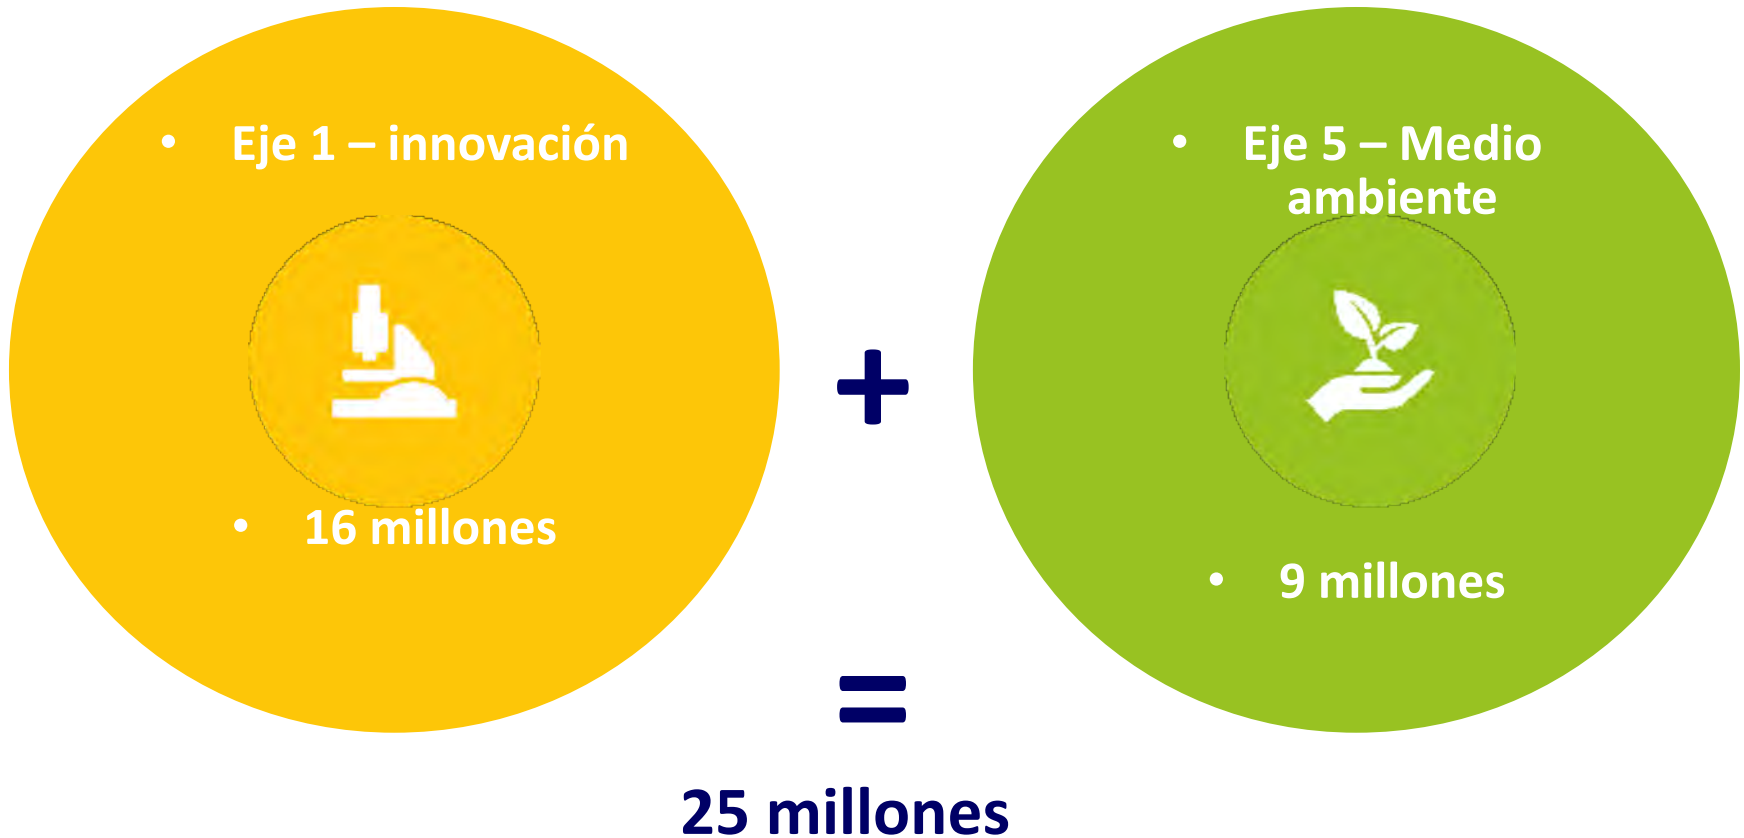 • Eje 1 – innovación
• 16 millones
+
• Eje 5 – Medio
ambiente
• 9 millones
=
25 millones